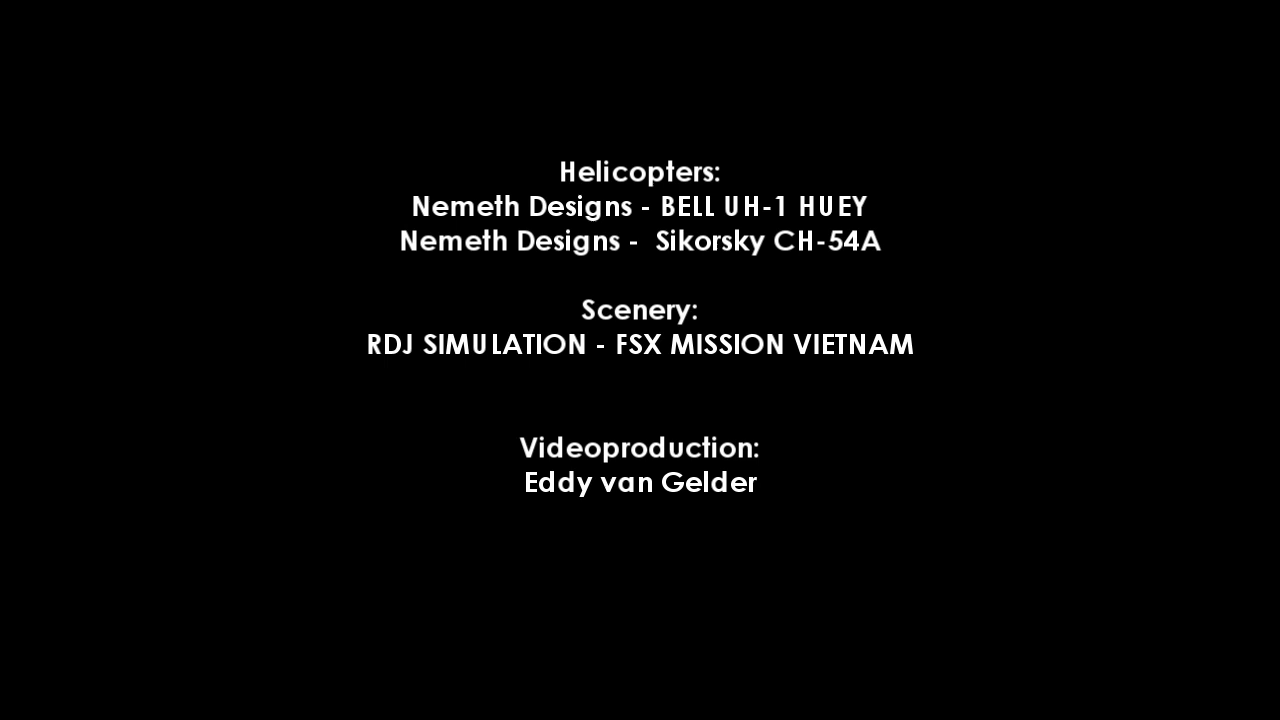 Helicopters:
Nemeth Designs - BELL UH-1 HUEY
Nemeth Designs -  Sikorsky CH-54A
Scenery:
RDJ SIMULATION - FSX MISSION VIETNAM
Videoproduction:
Eddy van Gelder